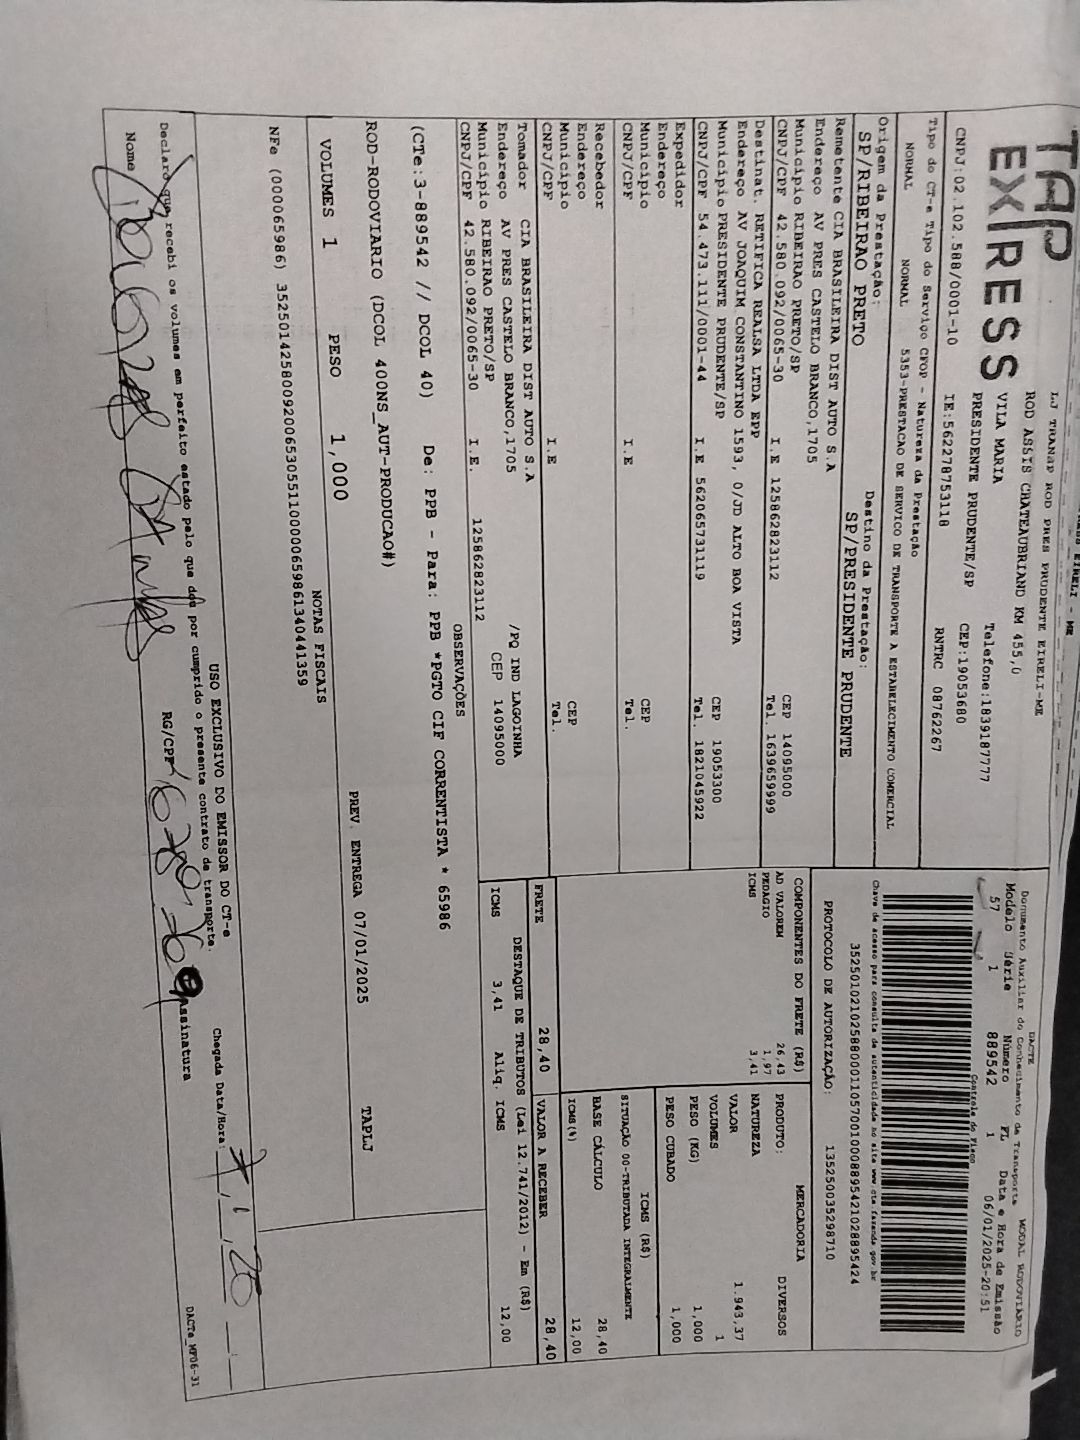 TAP
EXPRESS
LJ TRANSP ROD PRES PRUDENTE EIRELI-ME
ROD ASSIS CHATEAUBRIAND KM 455,0
VILA MARIA Telefone:1839187777
PRESIDENTE PRUDENTE/SP CEP:19053680
CNPJ:02.102.588/0001-10 IE:562278753118 RNTRC 08762267
Tipo do CT-e Tipo do Serviço CFOP - Natureza da Prestação
NORMAL NORMAL 5353-PRESTACAO DE SERVICO DE TRANSPORTE A ESTABELECIMENTO COMERCIAL
Origem da Prestação: Destino da Prestação:
SP/RIBEIRAO PRETO SP/PRESIDENTE PRUDENTE
Remetente CIA BRASILEIRA DIST AUTO S.A
Endereço AV PRES CASTELO BRANCO,1705
Município RIBEIRAO PRETO/SP CEP 14095000
CNPJ/CPF 42.580.092/0065-30 I.E 125862823112 Tel. 1639659999
Destinat. RETIFICA REALSA LTDA EPP
Endereço AV JOAQUIM CONSTANTINO 1593, 0/JD ALTO BOA VISTA
Município PRESIDENTE PRUDENTE/SP CEP 19053300
CNPJ/CPF 54.473.111/0001-44 I.E 562065731119 Tel. 1821045922
Expedidor
Endereço
Município CEP
CNPJ/CPF I.E Tel.
Recebedor
Endereço
Município CEP
CNPJ/CPF I.E Tel.
Tomador CIA BRASILEIRA DIST AUTO S.A
Endereço AV PRES CASTELO BRANCO,1705 /PQ IND LAGOINHA
Município RIBEIRAO PRETO/SP CEP 14095000
CNPJ/CPF 42.580.092/0065-30 I.E. 125862823112
DACTE
Documento Auxiliar do Conhecimento de Transporte MODAL RODOVIÁRIO
Modelo Série Número FL Data e Hora de Emissão
57 1 889542 1 06/01/2025-20:51
Controle do Fisco
Chave de acesso para consulta de autenticidade no site www.cte.fazenda.gov.br
35250102102588000110570010008895421028895424
PROTOCOLO DE AUTORIZAÇÃO: 135250035298710
COMPONENTES DO FRETE (R$)
AD VALOREM 26,43
PEDAGIO 1,97
ICMS 3,41
MERCADORIA
PRODUTO: DIVERSOS
NATUREZA
VALOR 1.943,37
VOLUMES 1
PESO (KG) 1,000
PESO CUBADO 1,000
ICMS (R$)
SITUAÇÃO 00-TRIBUTADA INTEGRALMENTE
BASE CÁLCULO 28,40
ICMS(%) 12,00
FRETE 28,40 VALOR A RECEBER 28,40
DESTAQUE DE TRIBUTOS (Lei 12.741/2012) - Em (R$)
ICMS 3,41 Aliq. ICMS 12,00
OBSERVAÇÕES
(CTe:3-889542 // DCOL 40) De: PPB - Para: PPB *PGTO CIF CORRENTISTA * 65986
ROD-RODOVIARIO (DCOL 400NS_AUT-PRODUCAO#)
PREV. ENTREGA 07/01/2025 TAPLJ
VOLUMES 1 PESO 1,000
NOTAS FISCAIS
NFe (000065986) 35250142580092006530551100000659861340441359
USO EXCLUSIVO DO EMISSOR DO CT-e
Declaro que recebi os volumes em perfeito estado pelo que dou por cumprido o presente contrato de transporte.
Chegada Data/Hora:
Nome RG/CPF Assinatura
DACTe_MP06-31